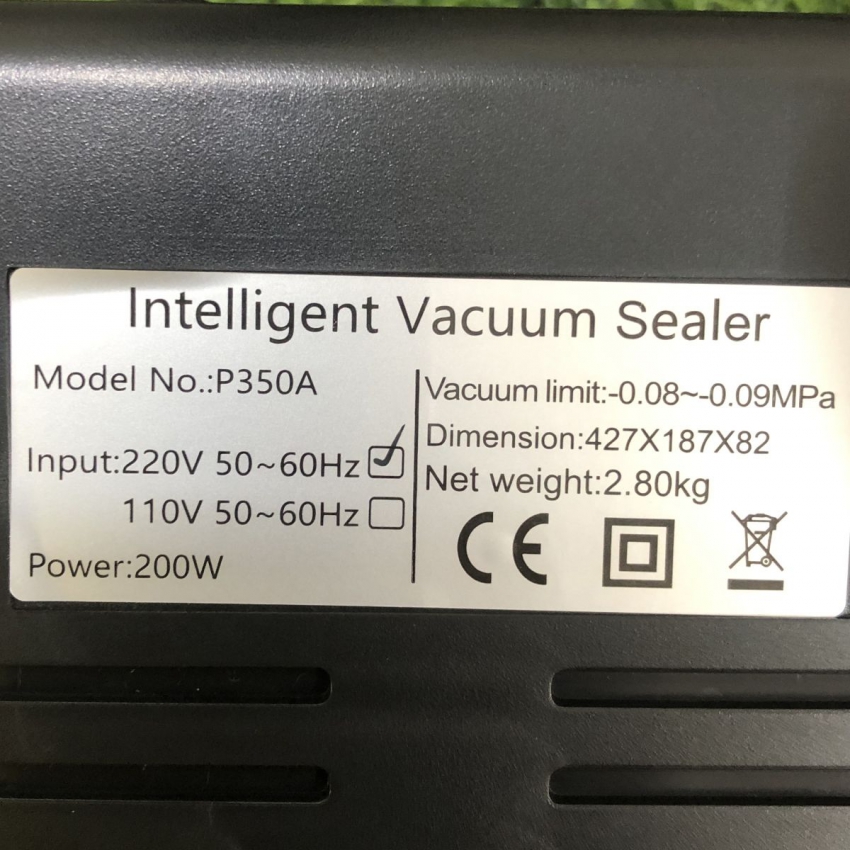 Intelligent Vacuum Sealer
Model No.:P350A
Input:220V 50~60Hz
110V 50~60Hz
Power:200W
Vacuum limit:-0.08~-0.09MPa
Dimension:427X187X82
Net weight:2.80kg
CE